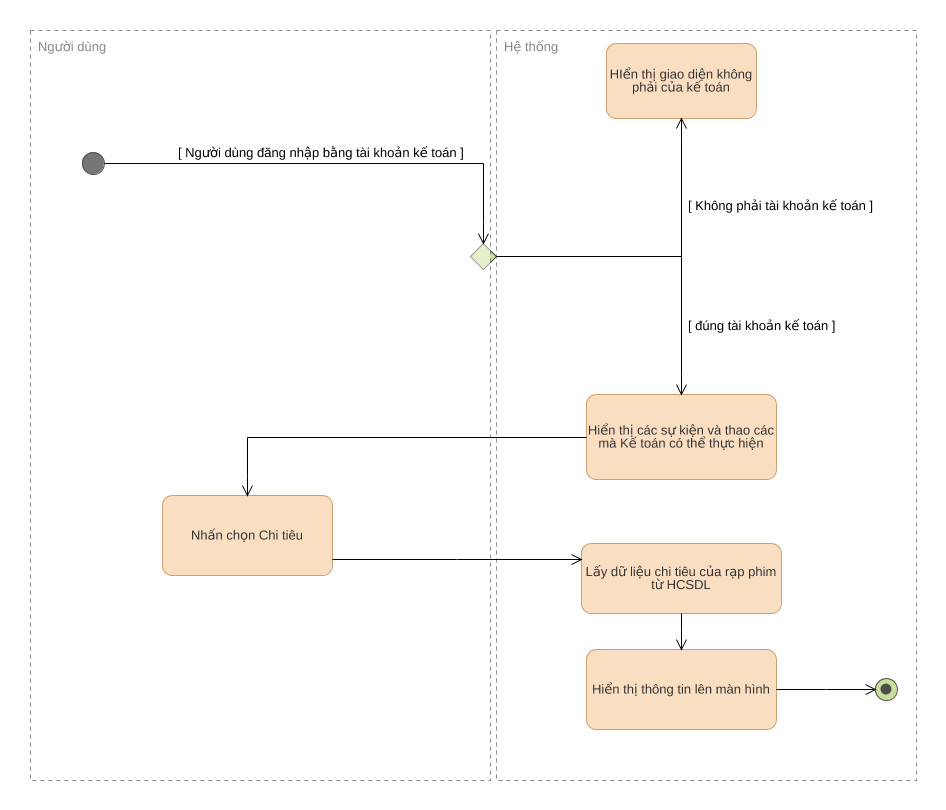 Người dùng
Hệ thống
HIển thị giao diện không
phải của kế toán
[ Người dùng đăng nhập bằng tài khoản kế toán ]
[ Không phải tài khoản kế toán ]
[ đúng tài khoản kế toán ]
Hiển thị các sự kiện và thao các
mà Kế toán có thể thực hiện
Nhấn chọn Chi tiêu
Lấy dữ liệu chi tiêu của rạp phim
từ HCSDL
Hiển thị thông tin lên màn hình